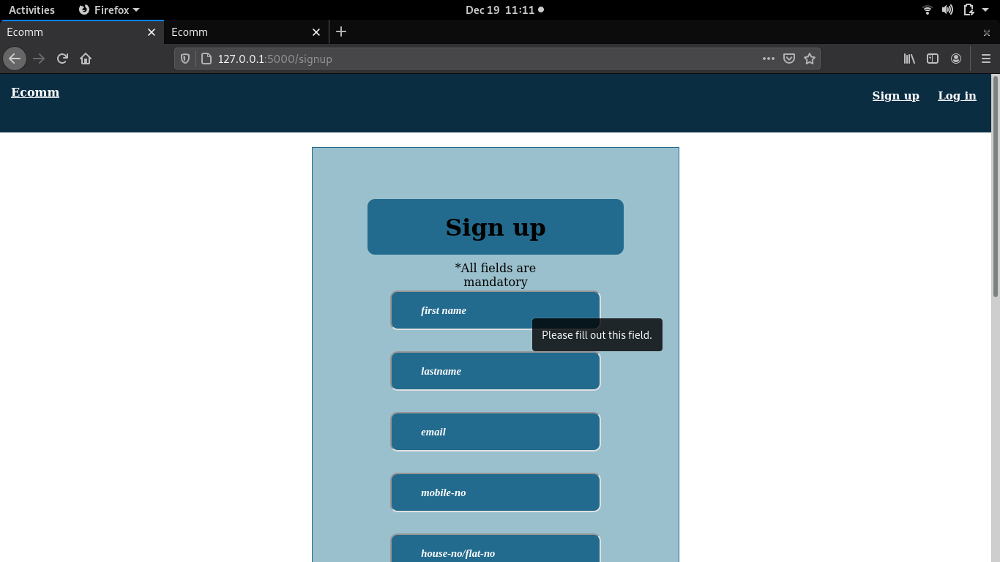 Activities Firefox Dec 19 11:11
Ecomm Ecomm
127.0.0.1:5000/signup
Ecomm Sign up Log in
Sign up
*All fields are
mandatory
first name
Please fill out this field.
lastname
email
mobile-no
house-no/flat-no